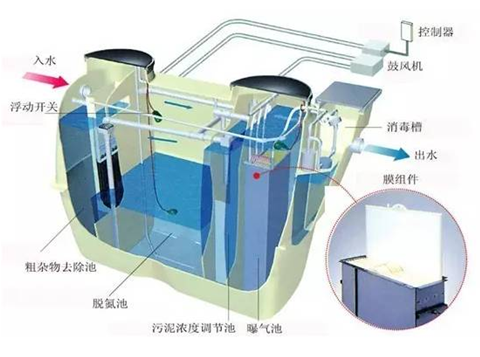 控制器
鼓风机
入水
浮动开关
消毒槽
出水
膜组件
粗杂物去除池
脱氮池
污泥浓度调节池
曝气池